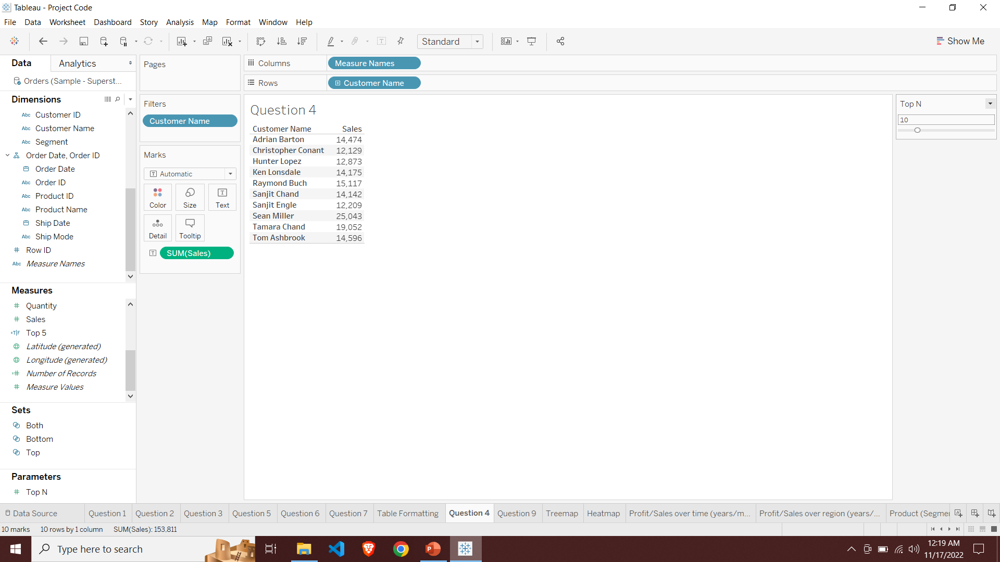 Tableau - Project Code
File Data Worksheet Dashboard Story Analysis Map Format Window Help
Standard
Show Me
Data Analytics
Orders (Sample - Superst...
Dimensions
Abc Customer ID
Abc Customer Name
Abc Segment
Order Date, Order ID
Order Date
Abc Order ID
Abc Product ID
Abc Product Name
Ship Date
Abc Ship Mode
# Row ID
Abc Measure Names
Measures
# Quantity
# Sales
=T|F Top 5
Latitude (generated)
Longitude (generated)
=# Number of Records
# Measure Values
Sets
Both
Bottom
Top
Parameters
# Top N
Pages
Filters
Customer Name
Marks
T Automatic
Color Size Text
Detail Tooltip
T SUM(Sales)
Columns Measure Names
Rows Customer Name
Question 4
Customer Name Sales
Adrian Barton 14,474
Christopher Conant 12,129
Hunter Lopez 12,873
Ken Lonsdale 14,175
Raymond Buch 15,117
Sanjit Chand 14,142
Sanjit Engle 12,209
Sean Miller 25,043
Tamara Chand 19,052
Tom Ashbrook 14,596
Top N
10
Data Source Question 1 Question 2 Question 3 Question 5 Question 6 Question 7 Table Formatting Question 4 Question 9 Treemap Heatmap Profit/Sales over time (years/m... Profit/Sales over region (years/... Product (Segmer
10 marks 10 rows by 1 column SUM(Sales): 153,811
Type here to search
12:19 AM
11/17/2022